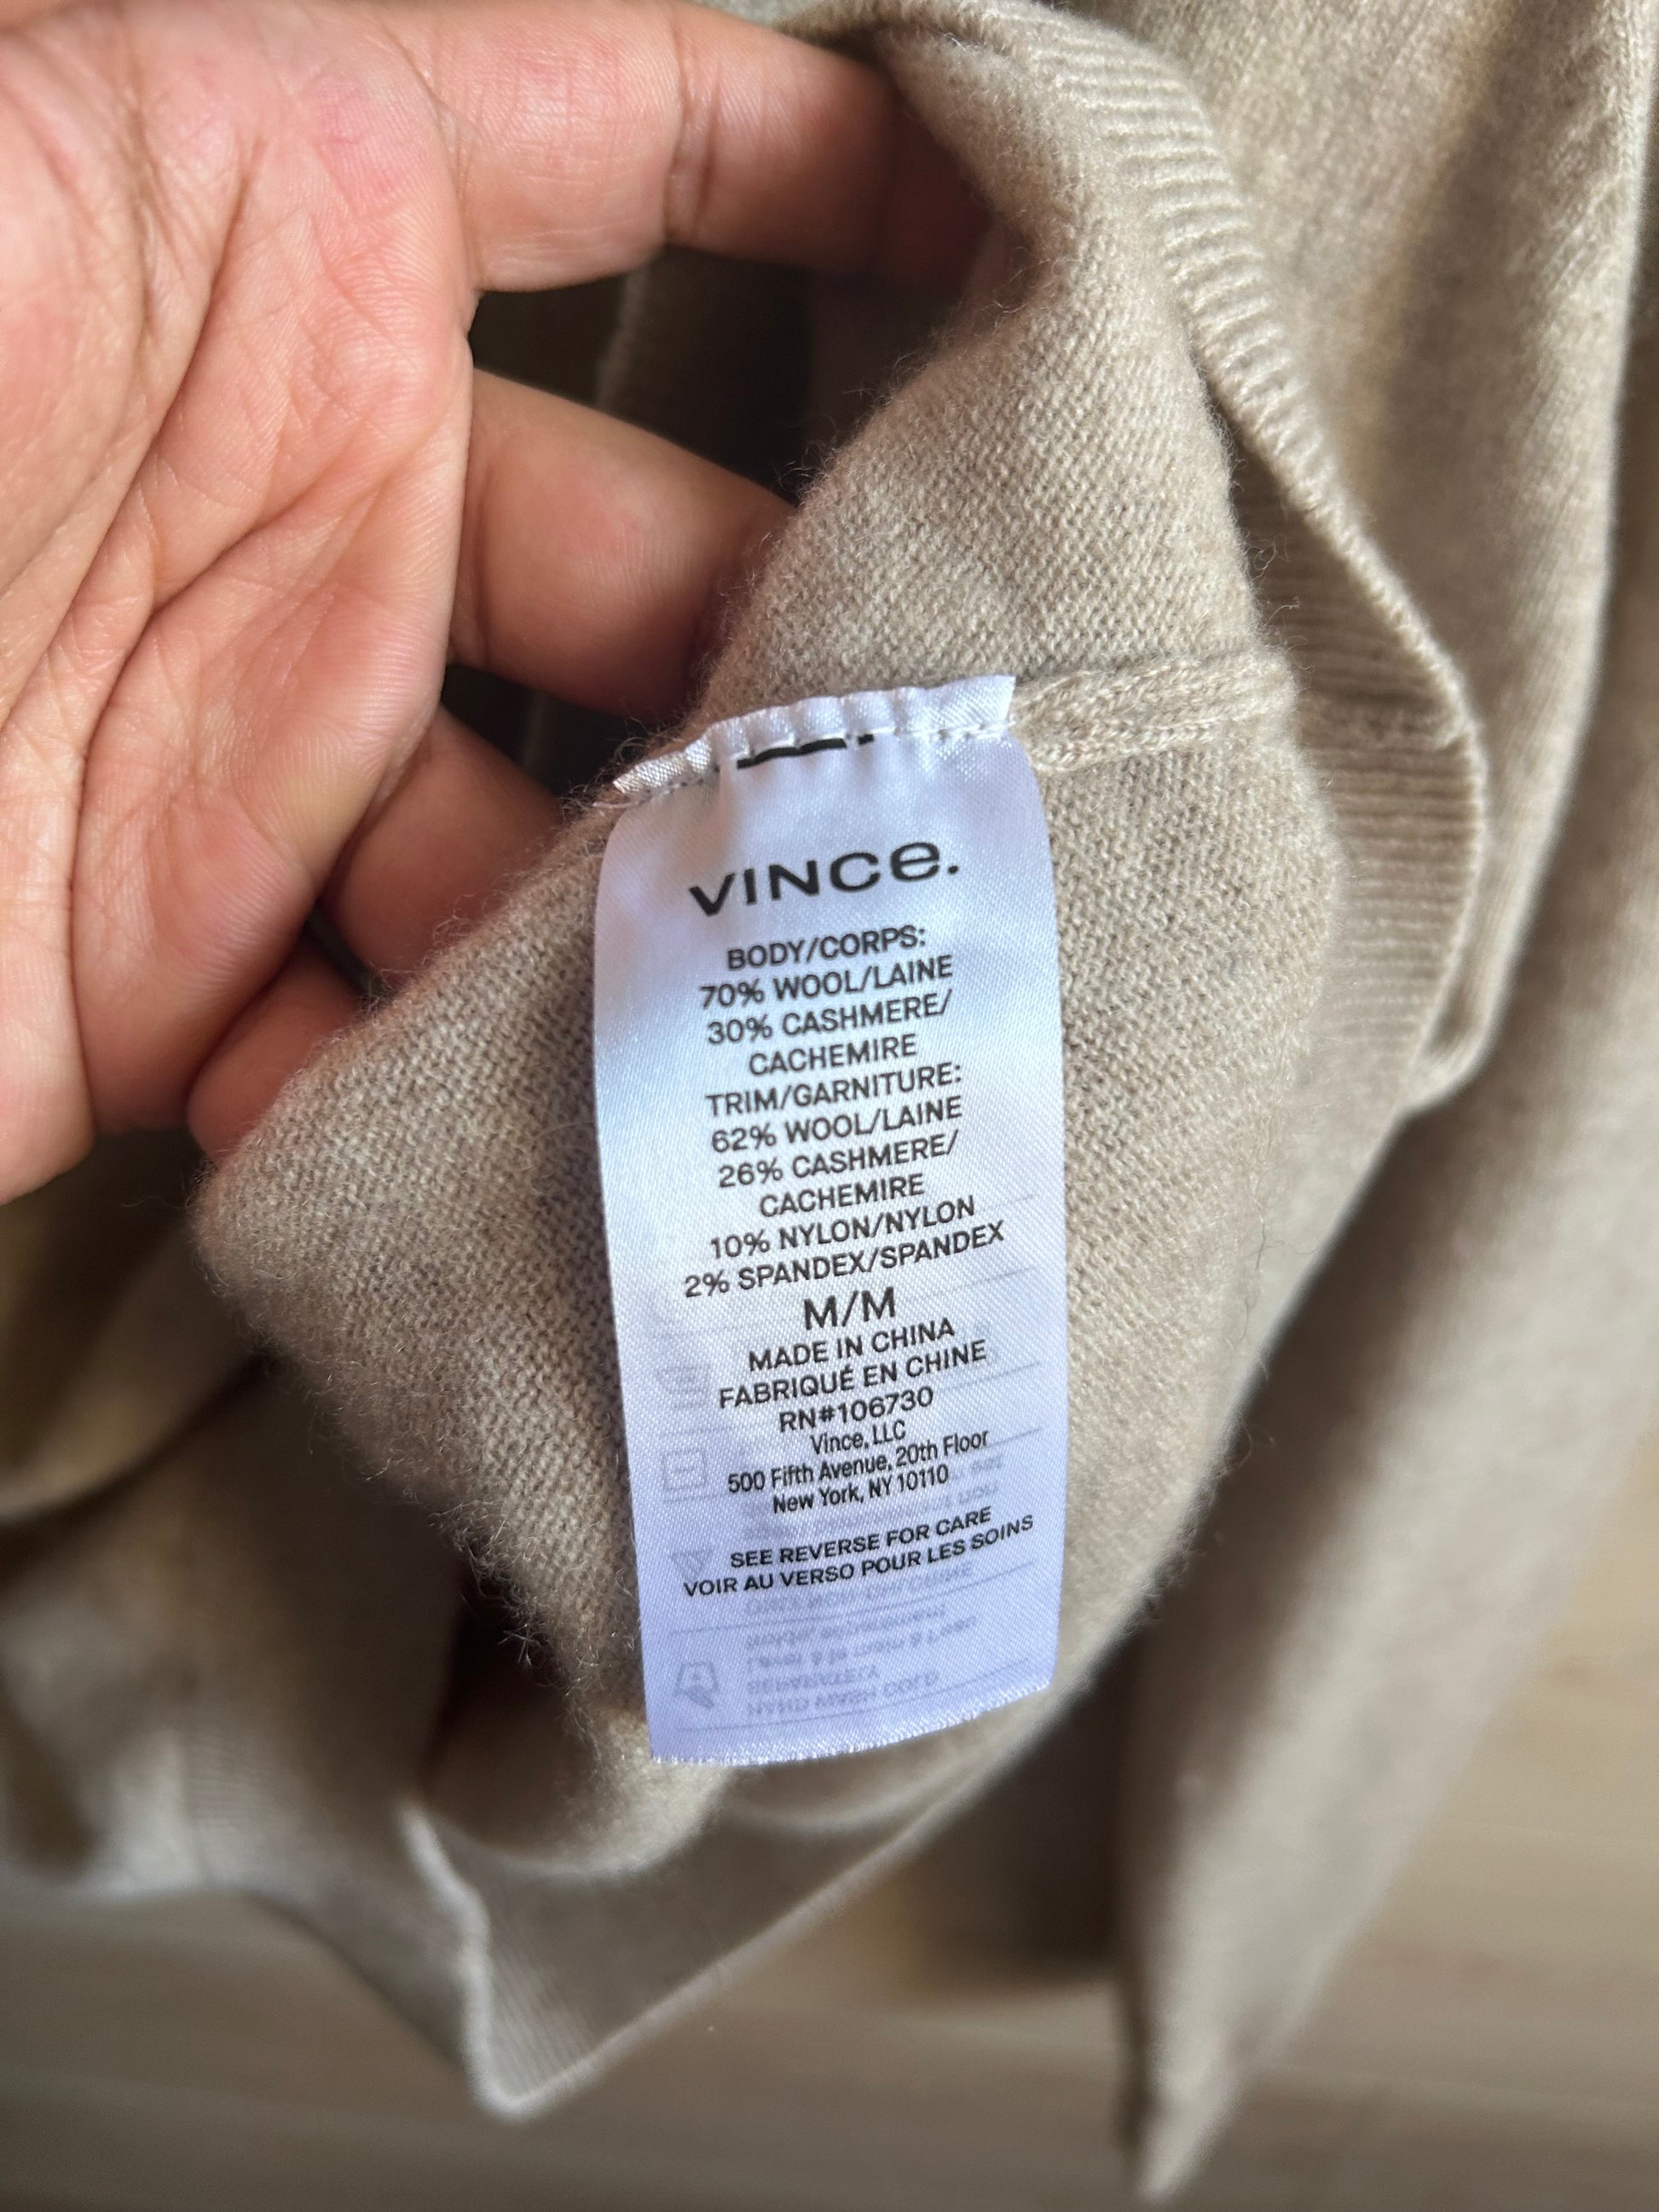 VINCE.
BODY/CORPS:
70% WOOL/LAINE
30% CASHMERE/
CACHEMIRE
TRIM/GARNITURE:
62% WOOL/LAINE
26% CASHMERE/
CACHEMIRE
10% NYLON/NYLON
2% SPANDEX/SPANDEX
M/M
MADE IN CHINA
FABRIQUÉ EN CHINE
RN#106730
Vince, LLC
500 Fifth Avenue, 20th Floor
New York, NY 10110
SEE REVERSE FOR CARE
VOIR AU VERSO POUR LES SOINS